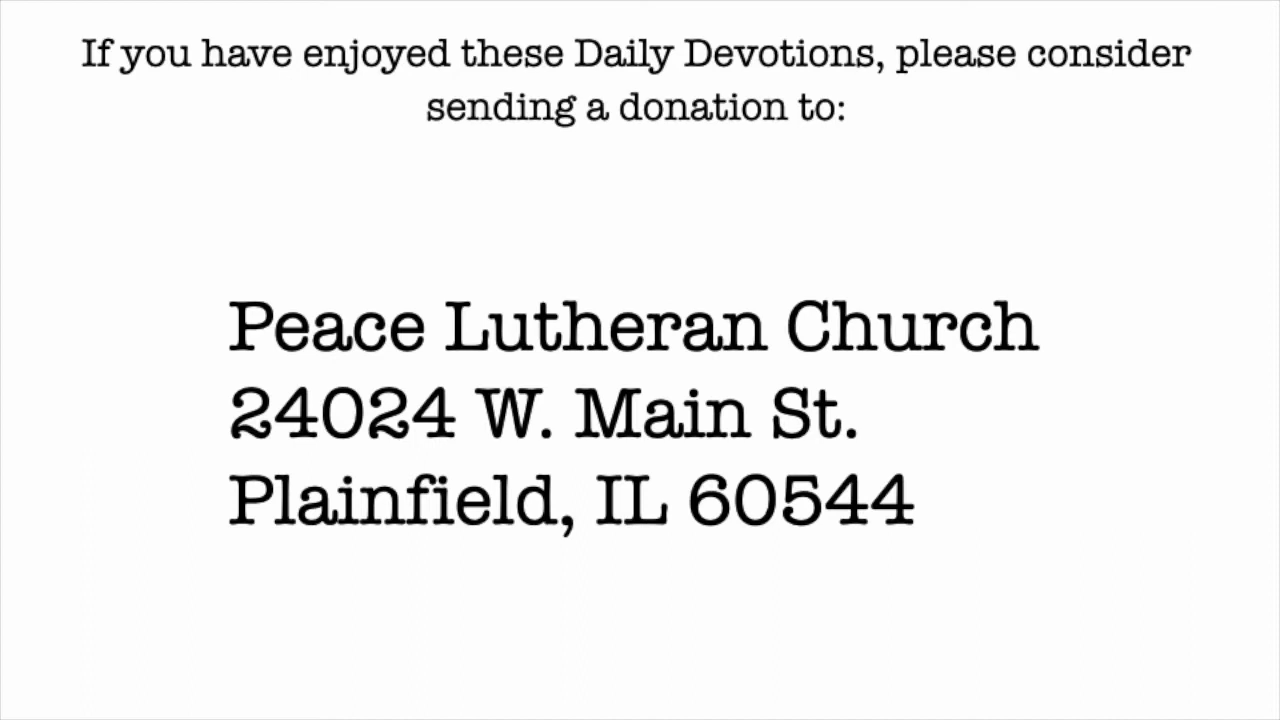 If you have enjoyed these Daily Devotions, please consider
sending a donation to:
Peace Lutheran Church
24024 W. Main St.
Plainfield, IL 60544